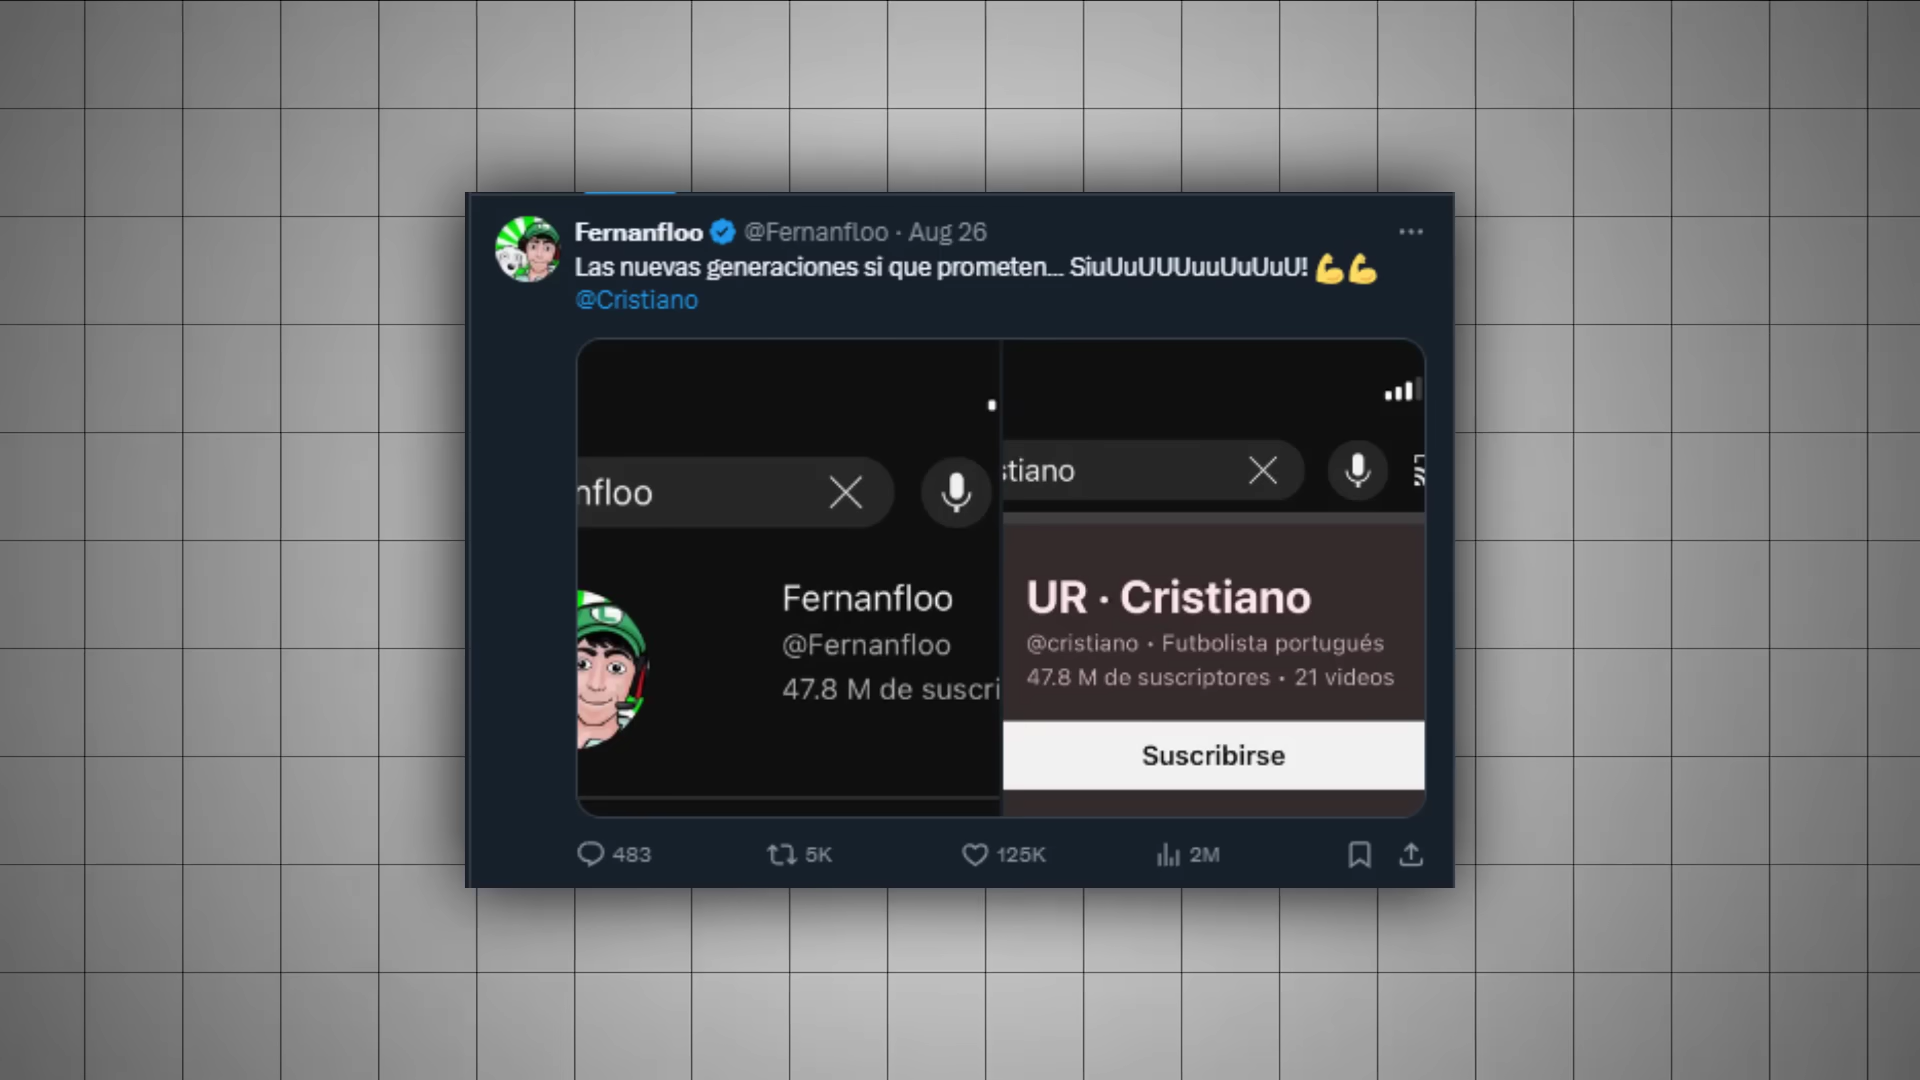 Fernanfloo @Fernanfloo · Aug 26
Las nuevas generaciones si que prometen... SiuUuUUUuuUuUuU! 💪💪
@Cristiano
nfloo
Fernanfloo
@Fernanfloo
47.8 M de suscri
stiano
UR · Cristiano
@cristiano • Futbolista portugués
47.8 M de suscriptores • 21 videos
Suscribirse
483 5K 125K 2M